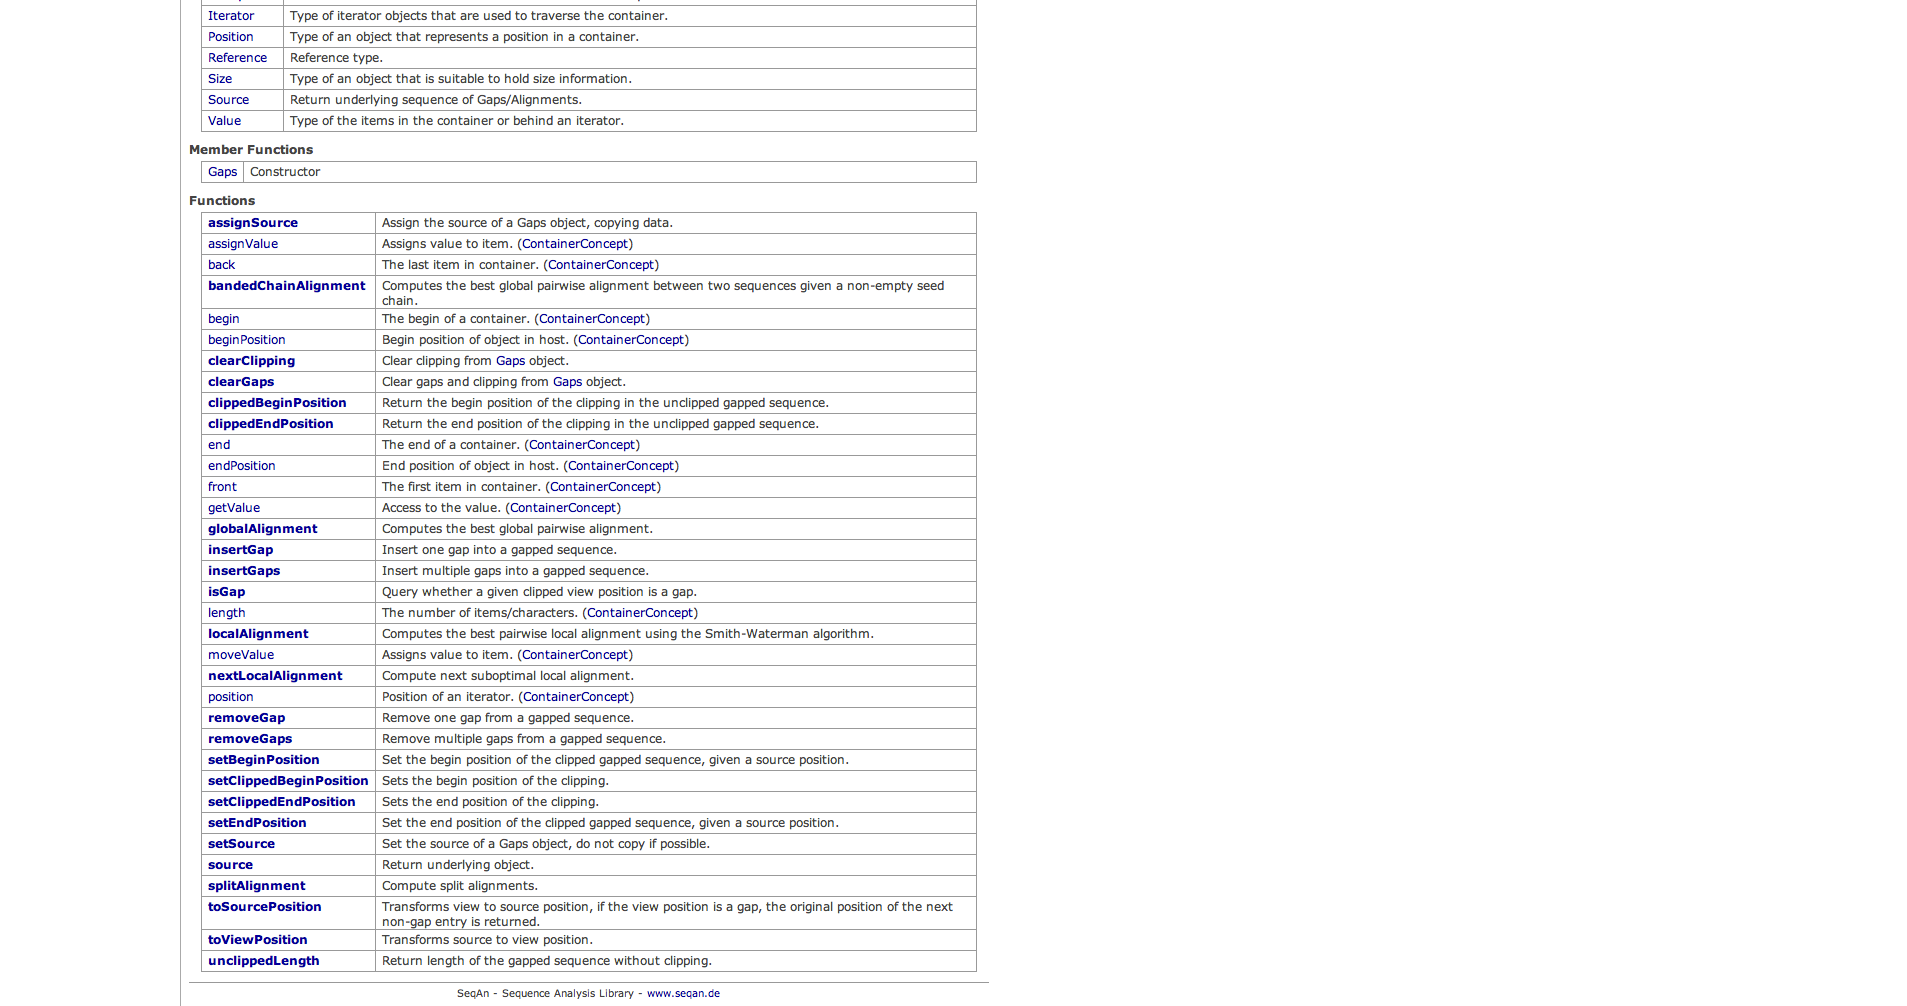 Iterator Type of iterator objects that are used to traverse the container.
Position Type of an object that represents a position in a container.
Reference Reference type.
Size Type of an object that is suitable to hold size information.
Source Return underlying sequence of Gaps/Alignments.
Value Type of the items in the container or behind an iterator.
Member Functions
Gaps Constructor
Functions
assignSource Assign the source of a Gaps object, copying data.
assignValue Assigns value to item. (ContainerConcept)
back The last item in container. (ContainerConcept)
bandedChainAlignment Computes the best global pairwise alignment between two sequences given a non-empty seed
chain.
begin The begin of a container. (ContainerConcept)
beginPosition Begin position of object in host. (ContainerConcept)
clearClipping Clear clipping from Gaps object.
clearGaps Clear gaps and clipping from Gaps object.
clippedBeginPosition Return the begin position of the clipping in the unclipped gapped sequence.
clippedEndPosition Return the end position of the clipping in the unclipped gapped sequence.
end The end of a container. (ContainerConcept)
endPosition End position of object in host. (ContainerConcept)
front The first item in container. (ContainerConcept)
getValue Access to the value. (ContainerConcept)
globalAlignment Computes the best global pairwise alignment.
insertGap Insert one gap into a gapped sequence.
insertGaps Insert multiple gaps into a gapped sequence.
isGap Query whether a given clipped view position is a gap.
length The number of items/characters. (ContainerConcept)
localAlignment Computes the best pairwise local alignment using the Smith-Waterman algorithm.
moveValue Assigns value to item. (ContainerConcept)
nextLocalAlignment Compute next suboptimal local alignment.
position Position of an iterator. (ContainerConcept)
removeGap Remove one gap from a gapped sequence.
removeGaps Remove multiple gaps from a gapped sequence.
setBeginPosition Set the begin position of the clipped gapped sequence, given a source position.
setClippedBeginPosition Sets the begin position of the clipping.
setClippedEndPosition Sets the end position of the clipping.
setEndPosition Set the end position of the clipped gapped sequence, given a source position.
setSource Set the source of a Gaps object, do not copy if possible.
source Return underlying object.
splitAlignment Compute split alignments.
toSourcePosition Transforms view to source position, if the view position is a gap, the original position of the next
non-gap entry is returned.
toViewPosition Transforms source to view position.
unclippedLength Return length of the gapped sequence without clipping.
SeqAn - Sequence Analysis Library - www.seqan.de